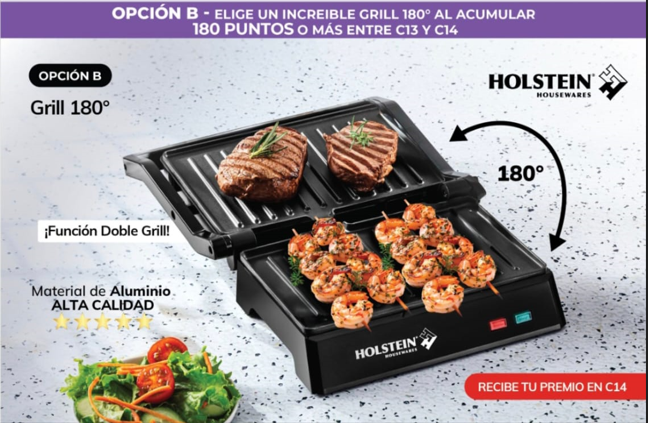 OPCIÓN B - ELIGE UN INCREIBLE GRILL 180° AL ACUMULAR
180 PUNTOS O MÁS ENTRE C13 Y C14
OPCIÓN B
Grill 180°
HOLSTEIN
HOUSEWARES
180°
¡Función Doble Grill!
Material de Aluminio
ALTA CALIDAD
HOLSTEIN
HOUSEWARES
RECIBE TU PREMIO EN C14